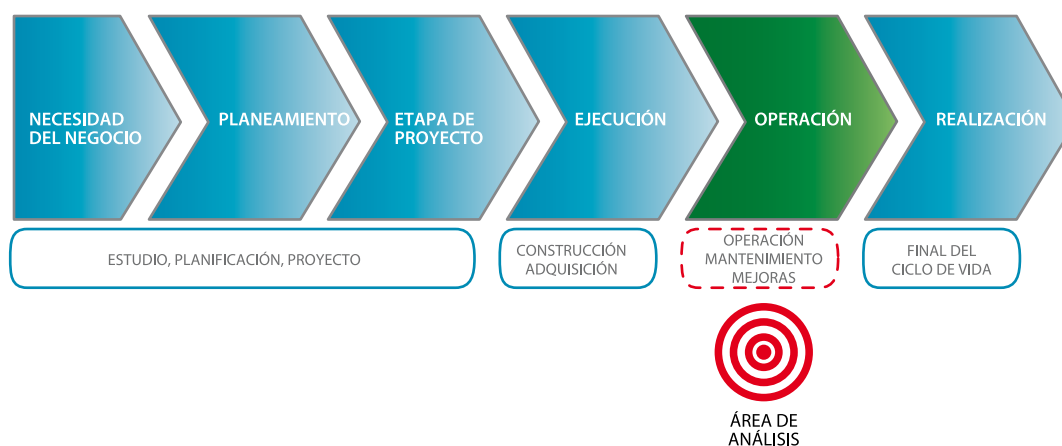 NECESIDAD
DEL NEGOCIO
PLANEAMIENTO
ETAPA DE
PROYECTO
EJECUCIÓN
OPERACIÓN
REALIZACIÓN
ESTUDIO, PLANIFICACIÓN, PROYECTO
CONSTRUCCIÓN
ADQUISICIÓN
OPERACIÓN
MANTENIMIENTO
MEJORAS
FINAL DEL
CICLO DE VIDA
ÁREA DE
ANÁLISIS